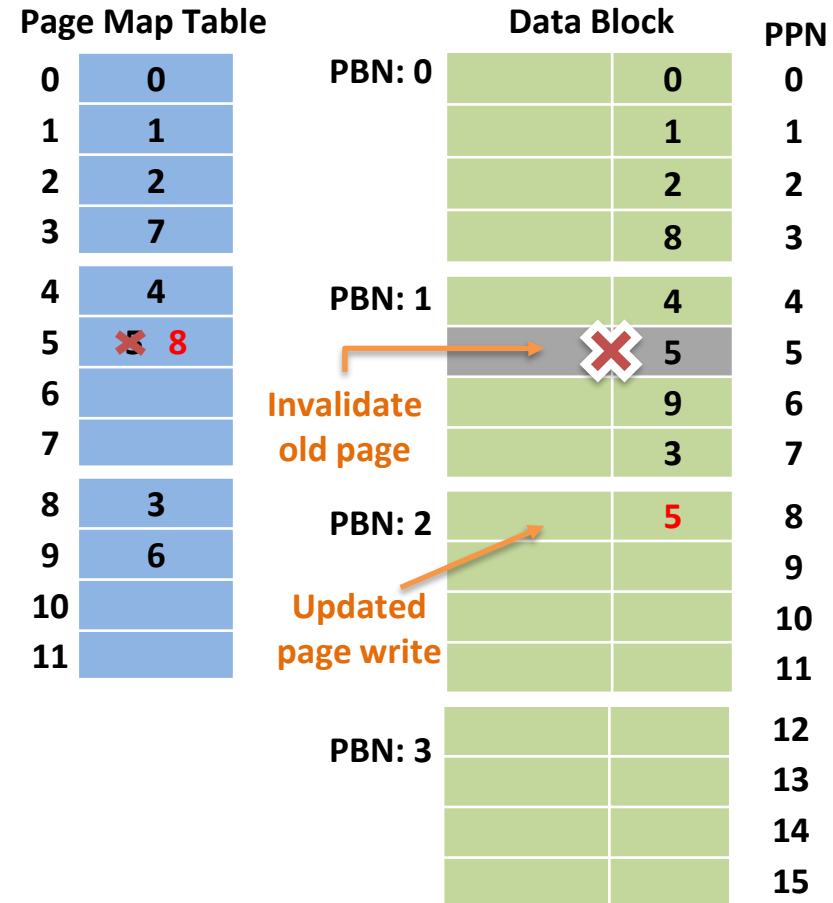 Page Map Table
0 0
1 1
2 2
3 7
4 4
5 5 8
6
7
8 3
9 6
10
11
Data Block PPN
PBN: 0 0 0
1 1
2 2
8 3
PBN: 1 4 4
5 5
9 6
3 7
PBN: 2 5 8
9
10
11
PBN: 3 12
13
14
15
Invalidate
old page
Updated
page write